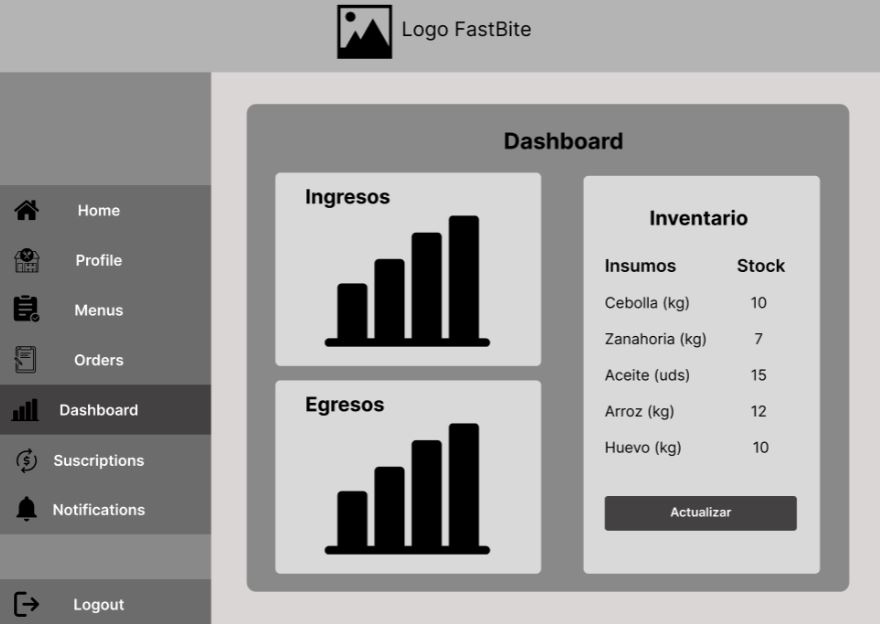 Logo FastBite
Home
Profile
Menus
Orders
Dashboard
Suscriptions
Notifications
Logout
Dashboard
Ingresos
Egresos
Inventario
Insumos Stock
Cebolla (kg) 10
Zanahoria (kg) 7
Aceite (uds) 15
Arroz (kg) 12
Huevo (kg) 10
Actualizar